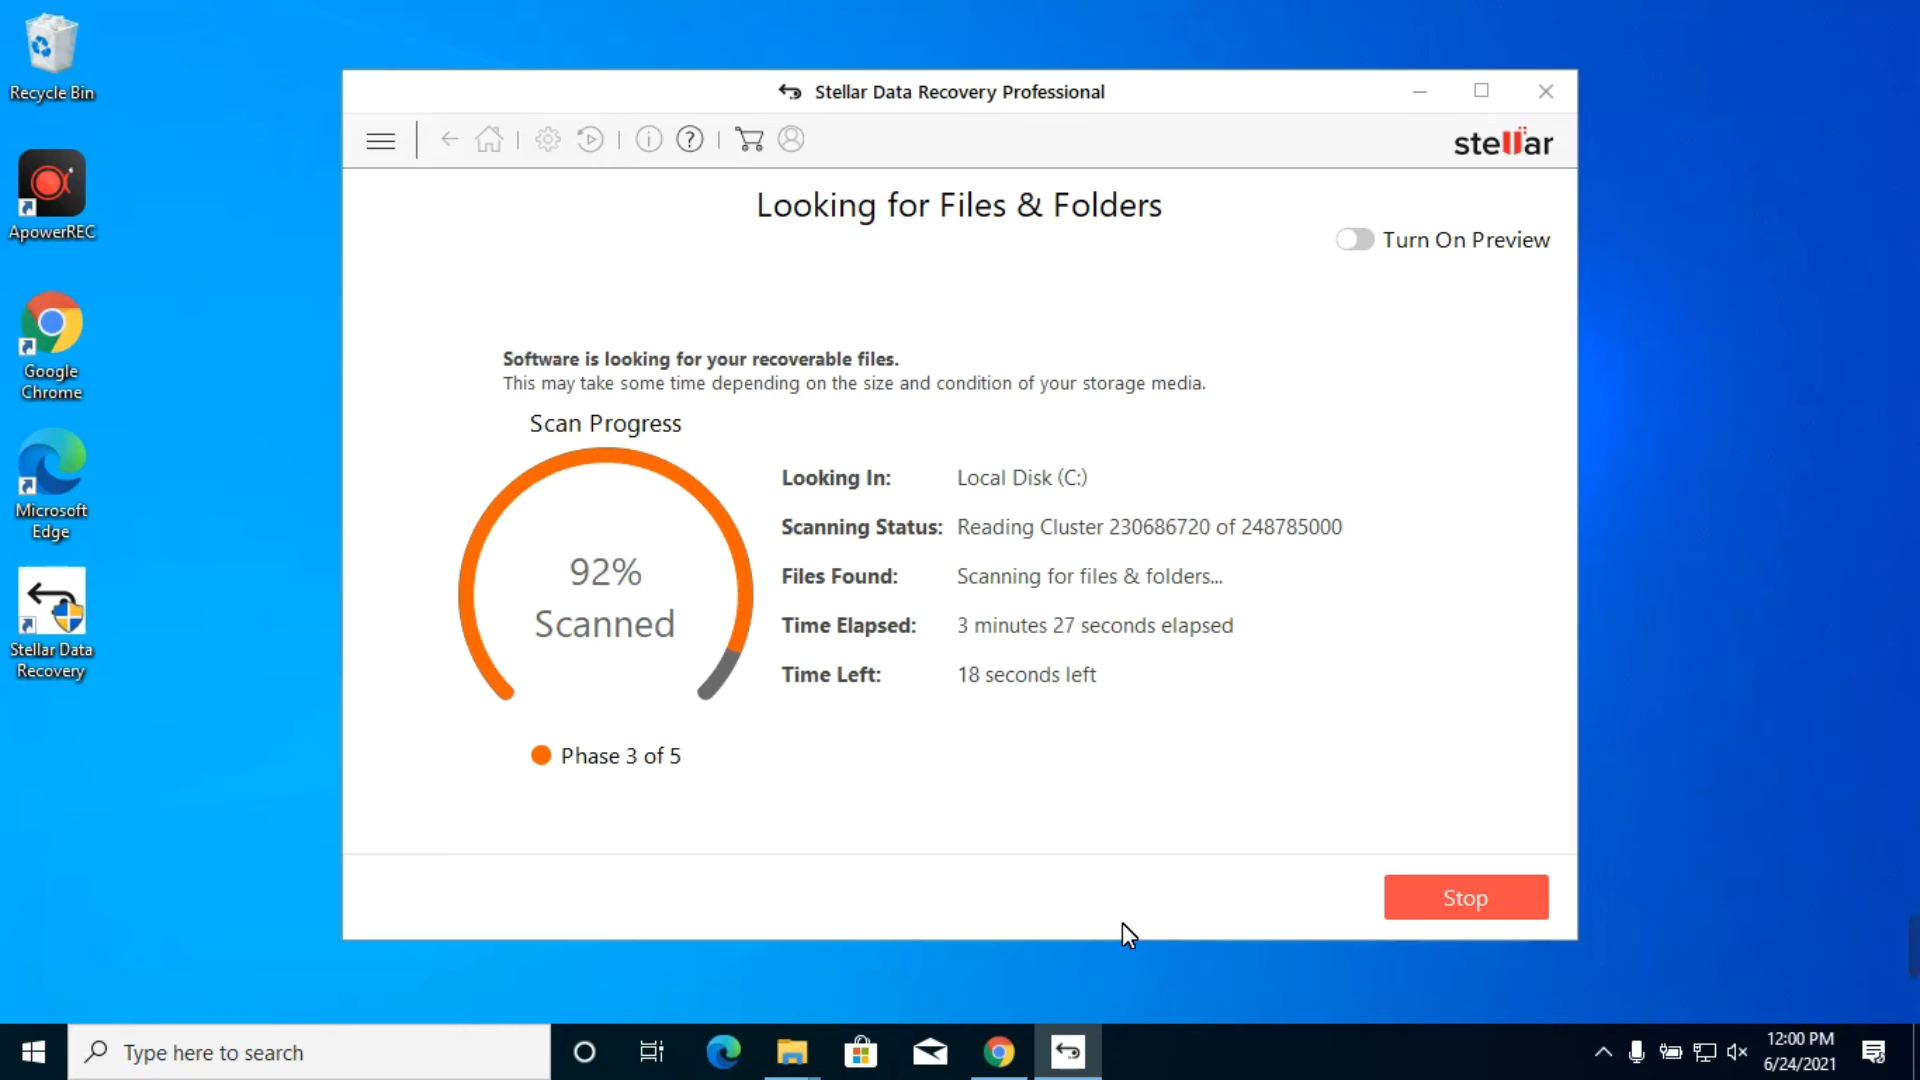 Recycle Bin
ApowerREC
Google
Chrome
Microsoft
Edge
Stellar Data
Recovery
Stellar Data Recovery Professional
stellar
Looking for Files & Folders
Turn On Preview
Software is looking for your recoverable files.
This may take some time depending on the size and condition of your storage media.
Scan Progress
92%
Scanned
Phase 3 of 5
Looking In: Local Disk (C:)
Scanning Status: Reading Cluster 230686720 of 248785000
Files Found: Scanning for files & folders...
Time Elapsed: 3 minutes 27 seconds elapsed
Time Left: 18 seconds left
Stop
Type here to search
12:00 PM
6/24/2021